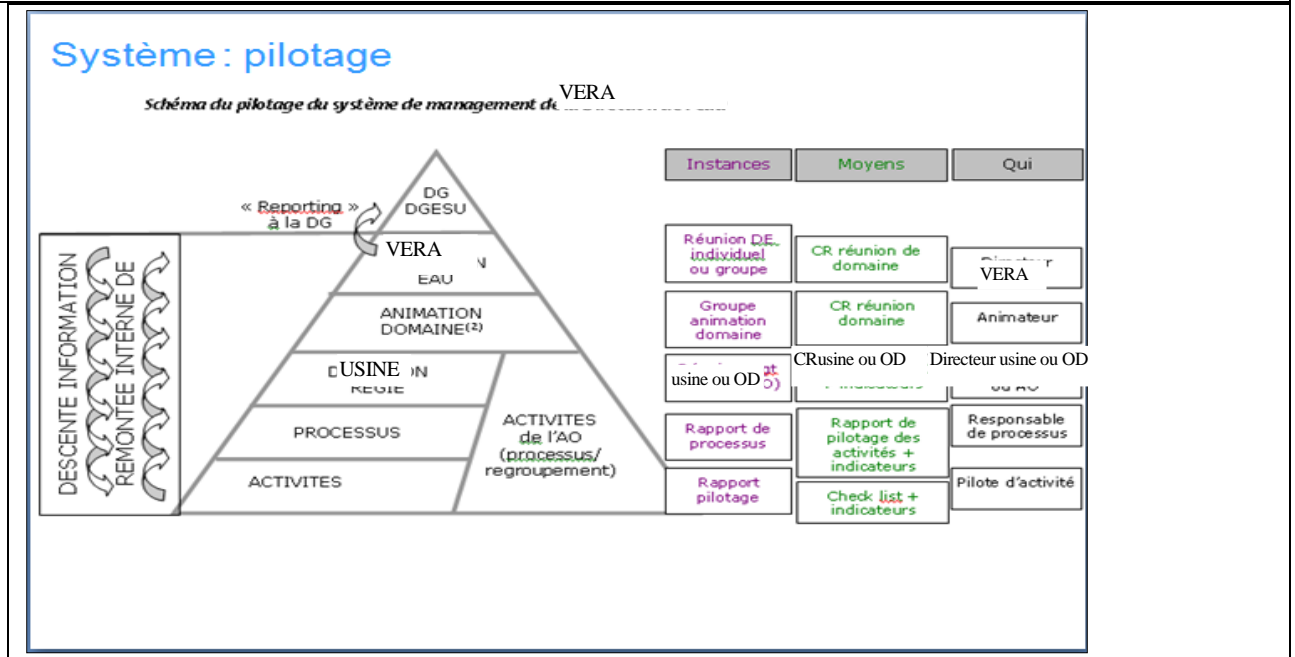 Système : pilotage
Schéma du pilotage du système de management de VERA
Instances
Moyens
Qui
DG
DGESU
« Reporting »
à la DG
VERA
EAU
ANIMATION
DOMAINE(2)
USINE
REGIE
PROCESSUS
ACTIVITES
ACTIVITES
de l'AO
(processus/
regroupement)
DESCENTE INFORMATION
REMONTEE INTERNE DE
Réunion DE
individuel
ou groupe
CR réunion de
domaine
VERA
Groupe
animation
domaine
CR réunion
domaine
Animateur
usine ou OD
CRusine ou OD
+ indicateurs
Directeur usine ou OD
ou AO
Rapport de
processus
Rapport de
pilotage des
activités +
indicateurs
Responsable
de processus
Rapport
pilotage
Check list +
indicateurs
Pilote d'activité